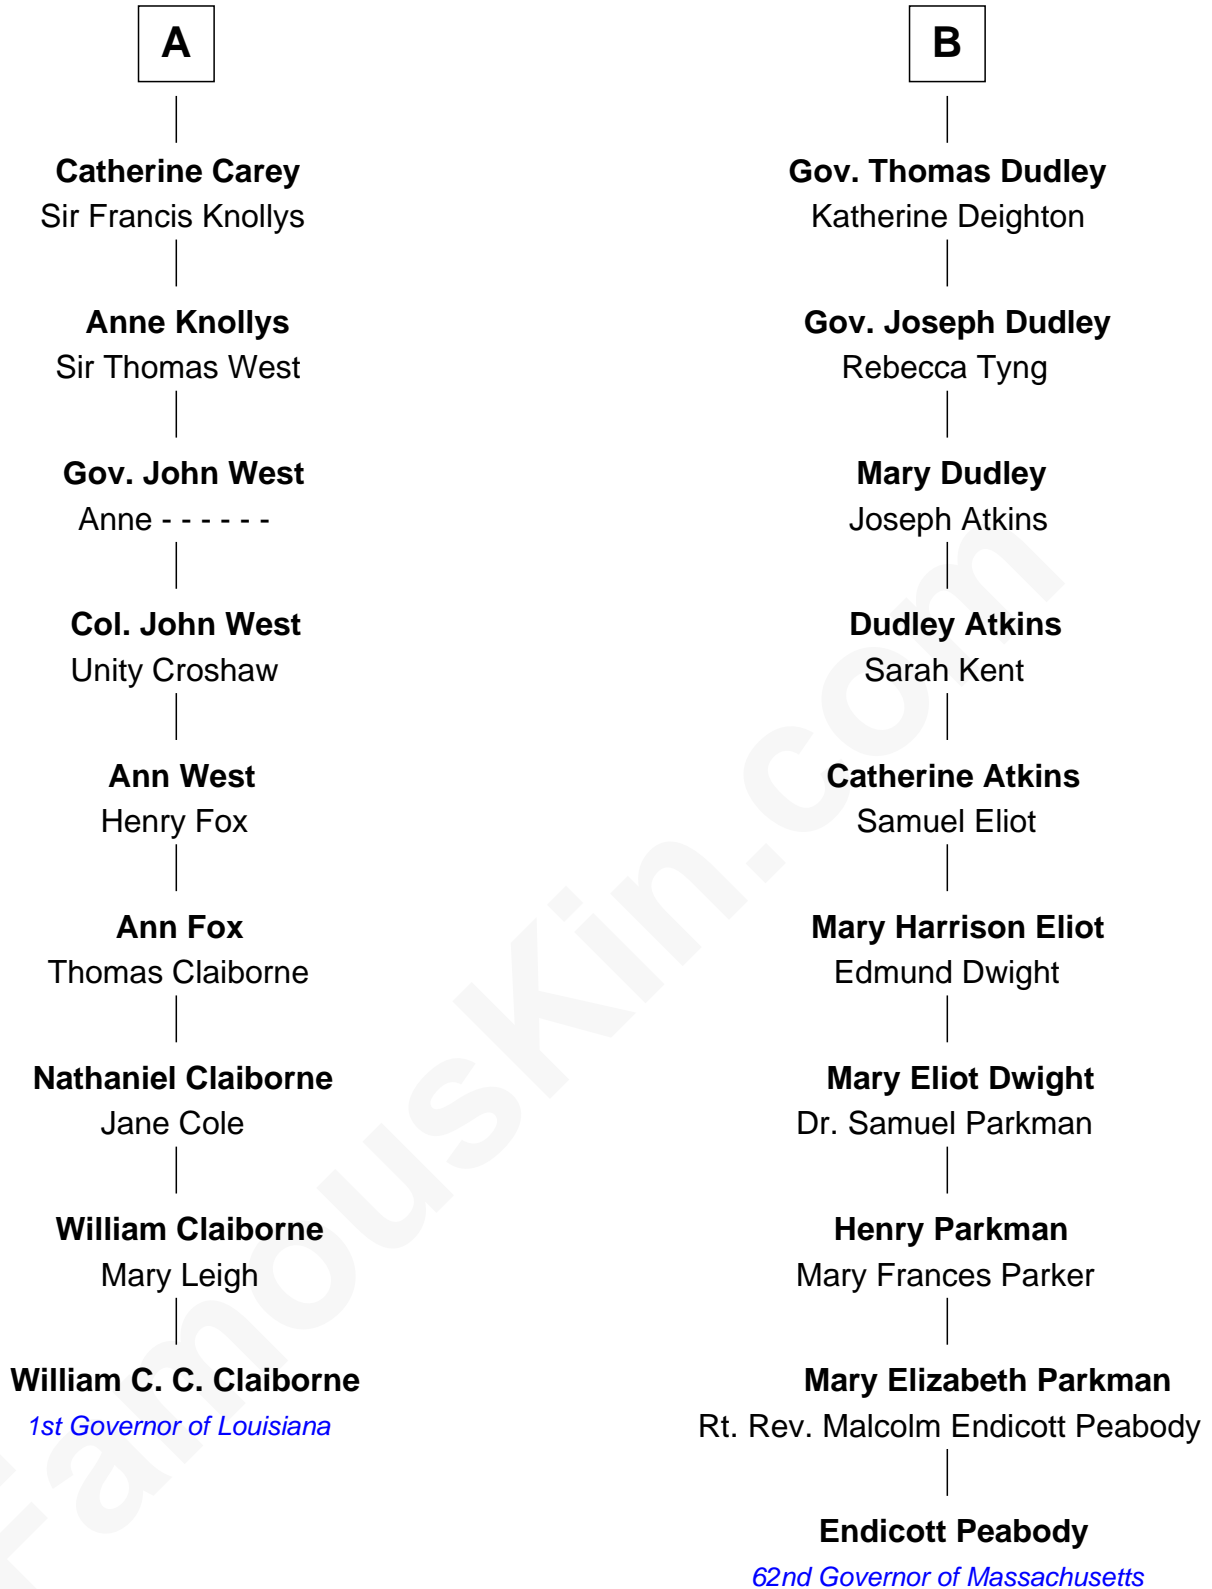 A
Catherine Carey
Sir Francis Knollys
Anne Knollys
Sir Thomas West
Gov. John West
Anne - - - - - -
Col. John West
Unity Croshaw
Ann West
Henry Fox
Ann Fox
Thomas Claiborne
Nathaniel Claiborne
Jane Cole
William Claiborne
Mary Leigh
William C. C. Claiborne
1st Governor of Louisiana
B
Gov. Thomas Dudley
Katherine Deighton
Gov. Joseph Dudley
Rebecca Tyng
Mary Dudley
Joseph Atkins
Dudley Atkins
Sarah Kent
Catherine Atkins
Samuel Eliot
Mary Harrison Eliot
Edmund Dwight
Mary Eliot Dwight
Dr. Samuel Parkman
Henry Parkman
Mary Frances Parker
Mary Elizabeth Parkman
Rt. Rev. Malcolm Endicott Peabody
Endicott Peabody
62nd Governor of Massachusetts
FamousKin.com